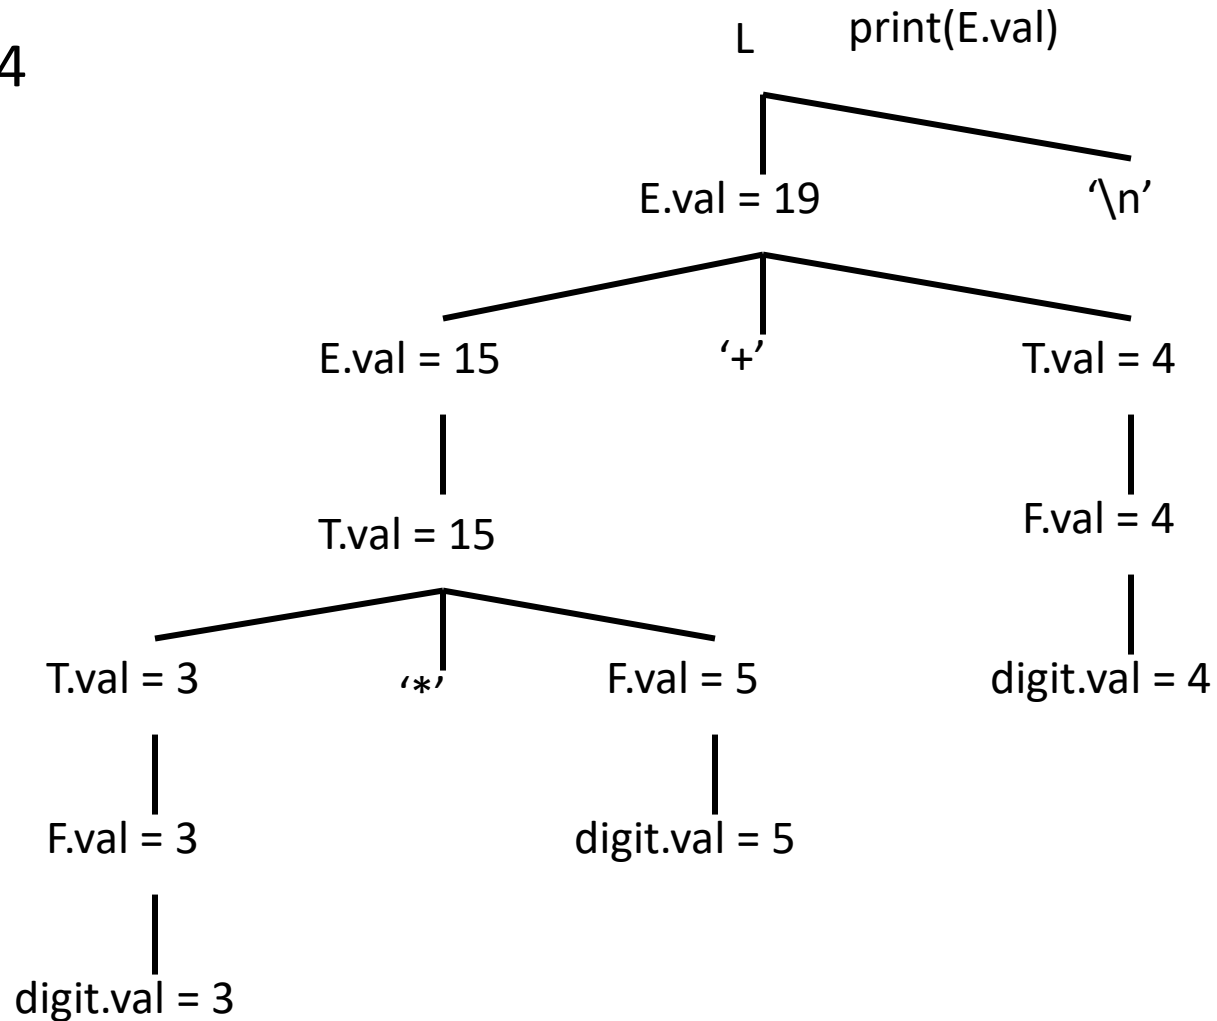 L print(E.val)
4
E.val = 19 ‘\n’
E.val = 15 ‘+’ T.val = 4
T.val = 15 F.val = 4
T.val = 3 ‘*’ F.val = 5 digit.val = 4
F.val = 3 digit.val = 5
digit.val = 3